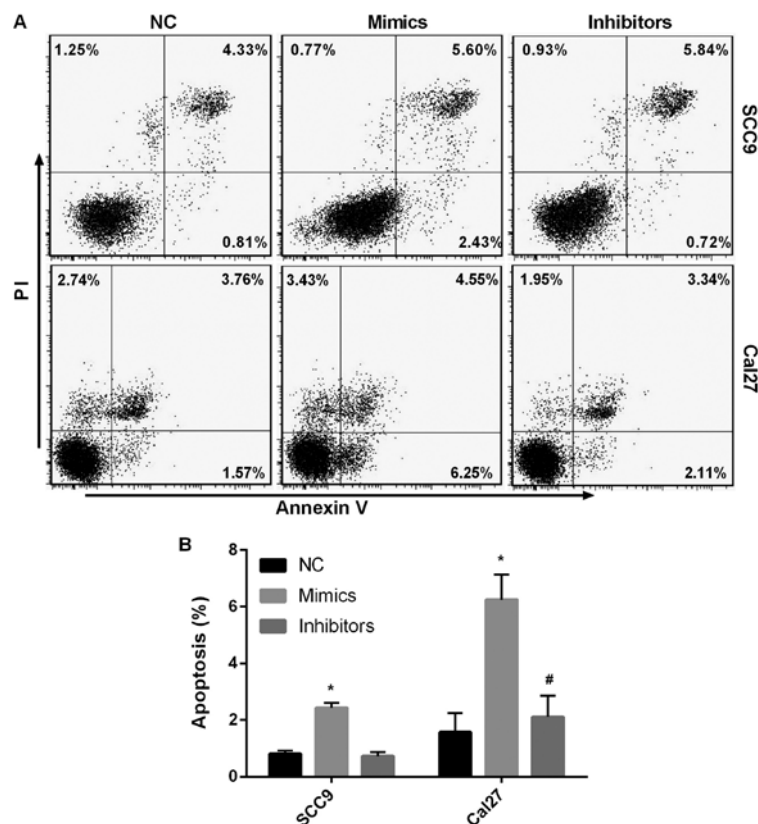 A
NC
Mimics
Inhibitors
1.25% 4.33%
0.77% 5.60%
0.93% 5.84%
SCC9
0.81%
2.43%
0.72%
PI
2.74% 3.76%
3.43% 4.55%
1.95% 3.34%
Cal27
1.57%
6.25%
2.11%
Annexin V
B
8
6
4
2
0
Apoptosis (%)
NC
Mimics
Inhibitors
*
*
#
SCC9
Cal27